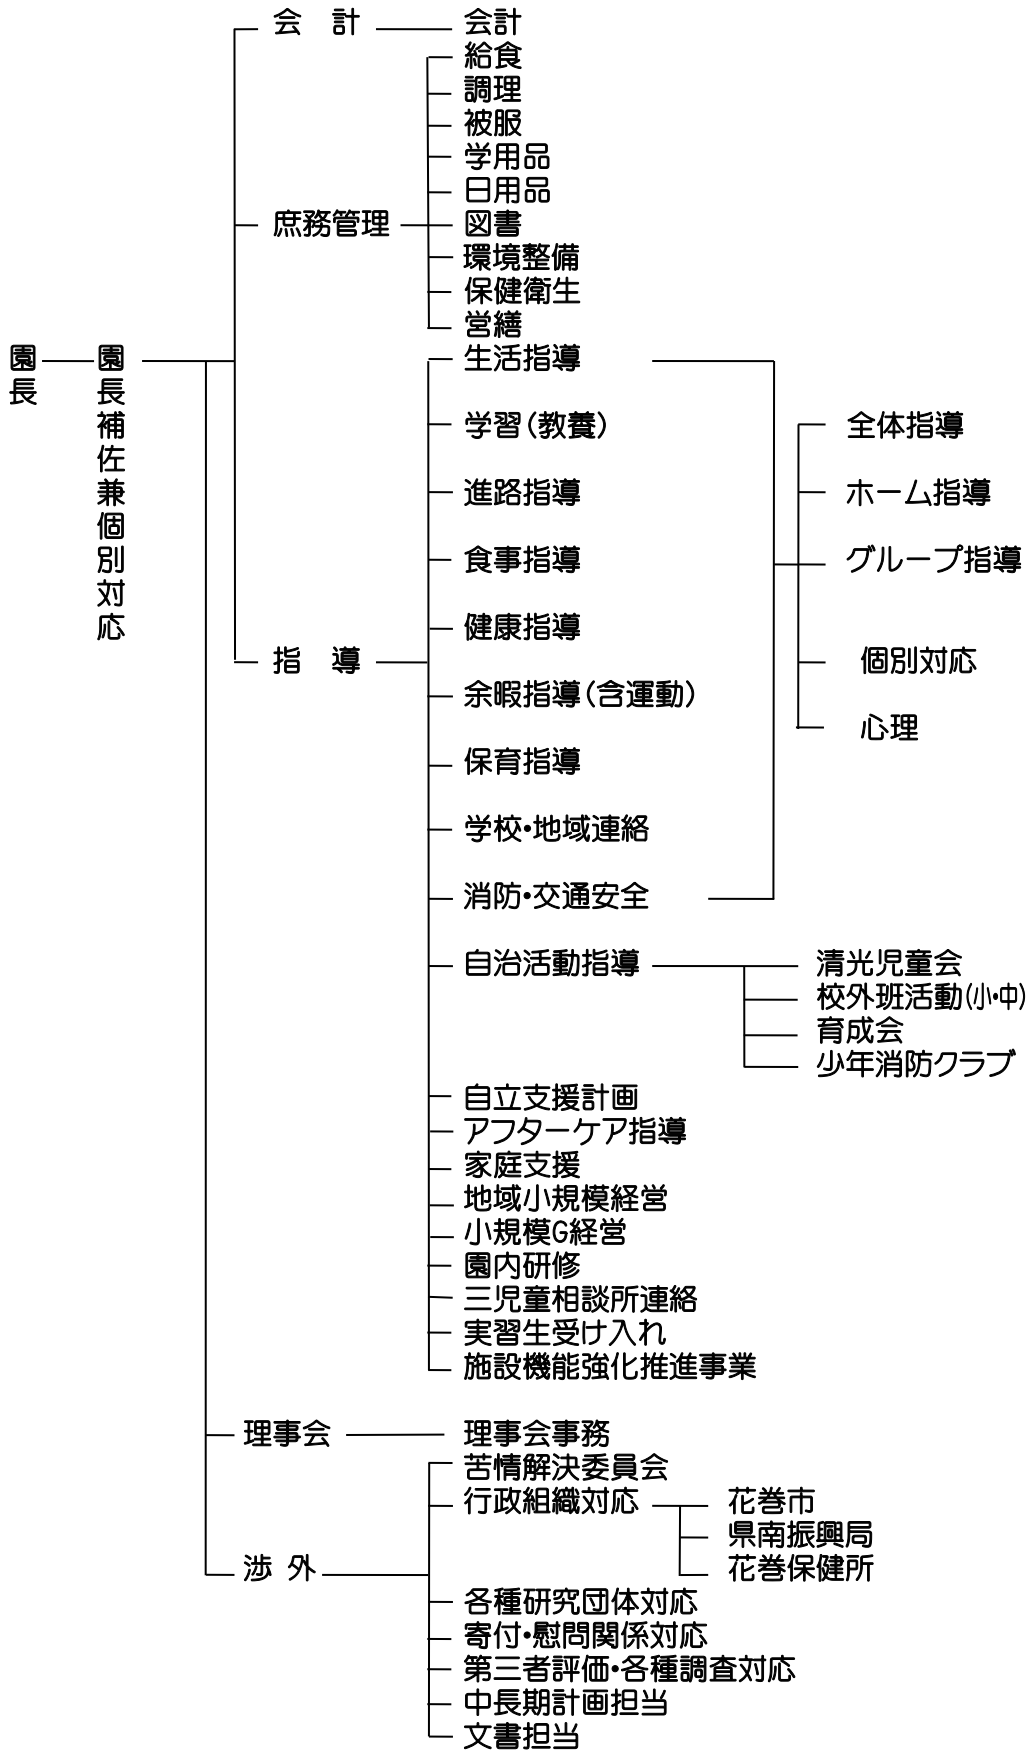 会 計 会計
給食
調理
被服
学用品
日用品
庶務管理 図書
環境整備
保健衛生
営繕
園長 園長補佐兼個別対応 生活指導
学習(教養) 全体指導
進路指導 ホーム指導
食事指導 グループ指導
健康指導
指 導 個別対応
余暇指導(含運動)
心理
保育指導
学校・地域連絡
消防・交通安全
自治活動指導 清光児童会
校外班活動(小・中)
育成会
少年消防クラブ
自立支援計画
アフターケア指導
家庭支援
地域小規模経営
小規模G経営
園内研修
三児童相談所連絡
実習生受け入れ
施設機能強化推進事業
理事会 理事会事務
苦情解決委員会
行政組織対応 花巻市
県南振興局
渉 外 花巻保健所
各種研究団体対応
寄付・慰問関係対応
第三者評価・各種調査対応
中長期計画担当
文書担当